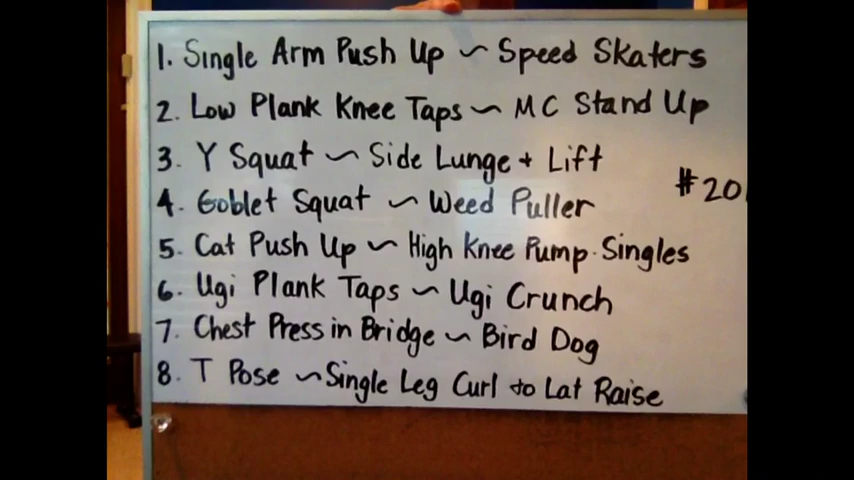 1. Single Arm Push Up ~ Speed Skaters
2. Low Plank Knee Taps ~ MC Stand Up
3. Y Squat ~ Side Lunge + Lift
#20
4. Goblet Squat ~ Weed Puller
5. Cat Push Up ~ High Knee Pump. Singles
6. Ugi Plank Taps ~ Ugi Crunch
7. Chest Press in Bridge ~ Bird Dog
8. T Pose ~ Single Leg Curl to Lat Raise